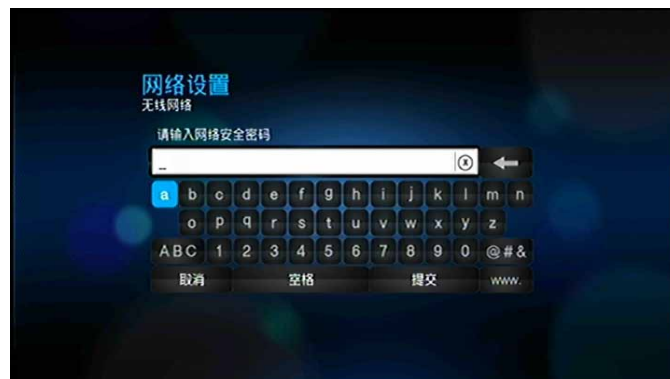 网络设置
无线网络
请输入网络安全密码
_
a b c d e f g h i j k l m n
o p q r s t u v w x y z
ABC 1 2 3 4 5 6 7 8 9 0 @#&
取消 空格 提交 www.